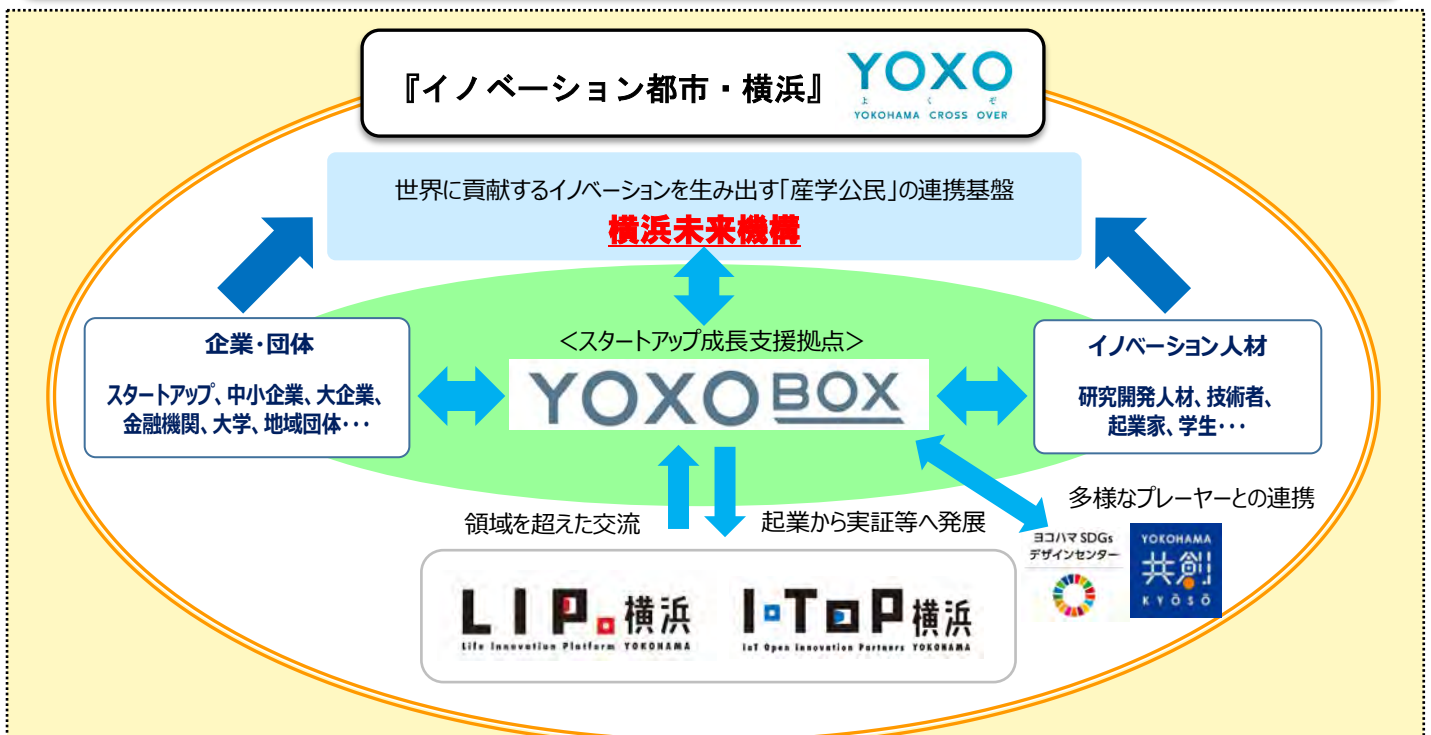 『イノベーション都市・横浜』
YOXO
よ く ぞ
YOKOHAMA CROSS OVER
世界に貢献するイノベーションを生み出す「産学公民」の連携基盤
横浜未来機構
企業・団体
スタートアップ、中小企業、大企業、
金融機関、大学、地域団体・・・
<スタートアップ成長支援拠点>
YOXO BOX
イノベーション人材
研究開発人材、技術者、
起業家、学生・・・
領域を超えた交流
起業から実証等へ発展
多様なプレーヤーとの連携
ヨコハマ SDGs
デザインセンター
YOKOHAMA
共創
KYŌSŌ
LIP.横浜
Life Innovation Platform YOKOHAMA
I・TOP横浜
IoT Open Innovation Partners YOKOHAMA